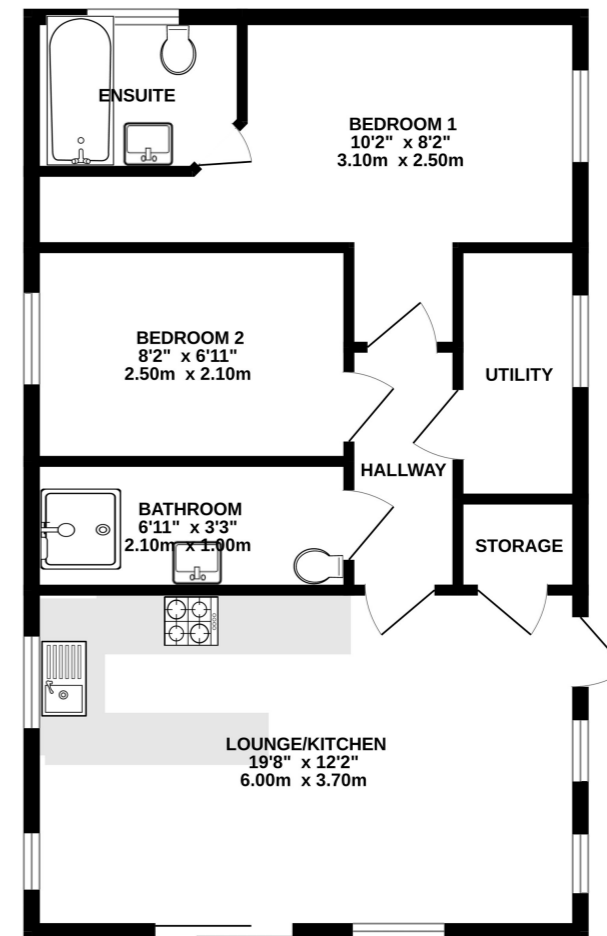 ENSUITE
BEDROOM 1
10'2" x 8'2"
3.10m x 2.50m
BEDROOM 2
8'2" x 6'11"
2.50m x 2.10m
UTILITY
HALLWAY
BATHROOM
6'11" x 3'3"
2.10m x 1.00m
STORAGE
LOUNGE/KITCHEN
19'8" x 12'2"
6.00m x 3.70m